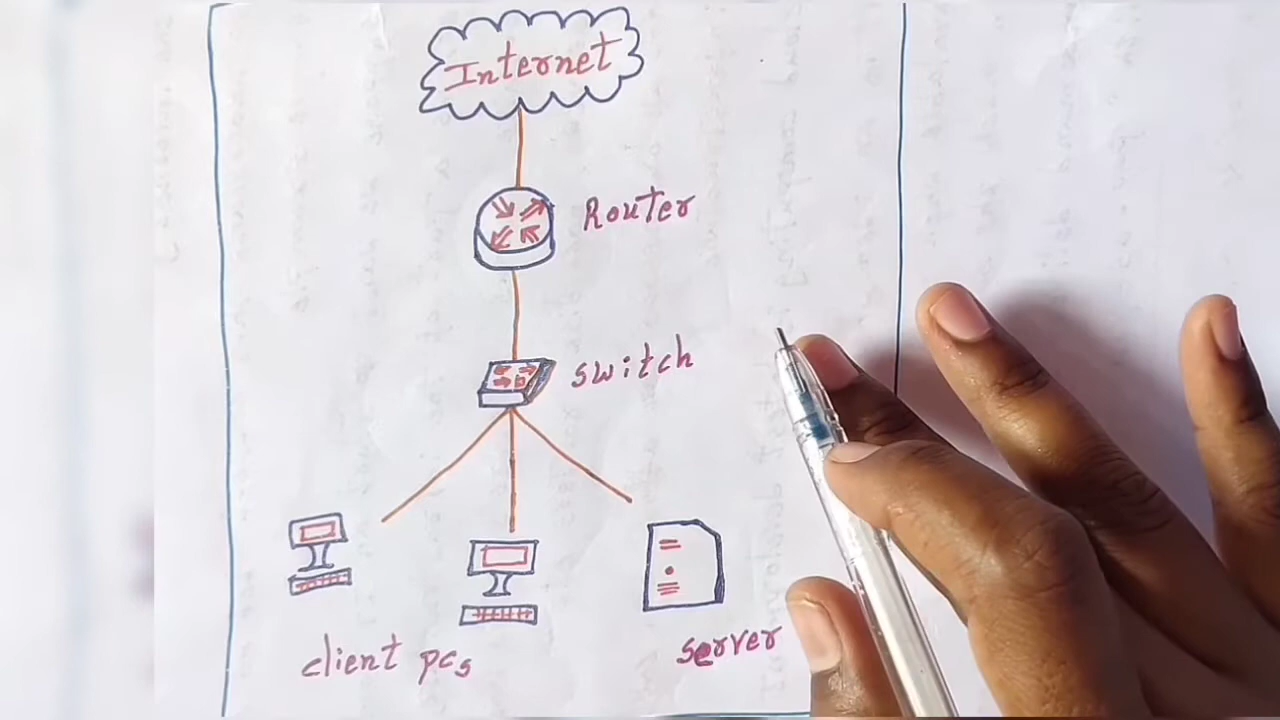 Internet
Router
switch
client pcs
server